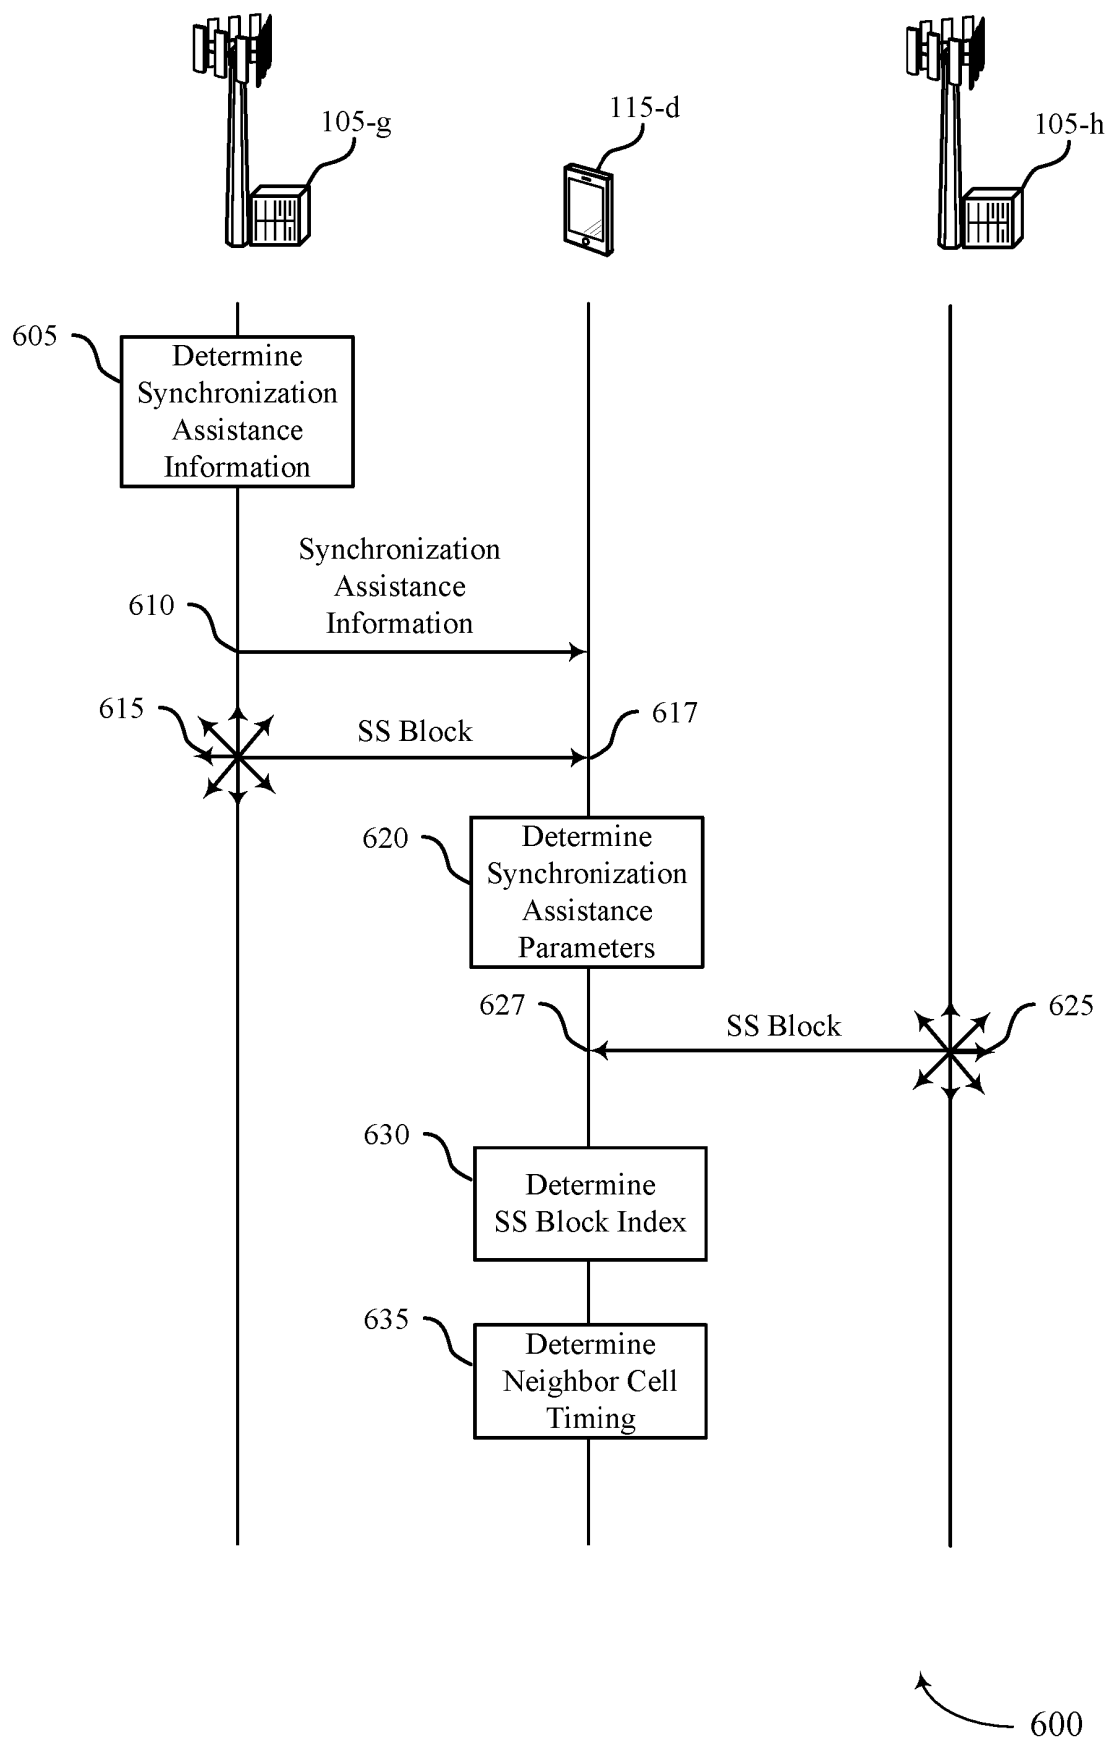 105-g
115-d
105-h
605
Determine
Synchronization
Assistance
Information
Synchronization
Assistance
Information
610
615
SS Block
617
620
Determine
Synchronization
Assistance
Parameters
627
SS Block
625
630
Determine
SS Block Index
635
Determine
Neighbor Cell
Timing
600